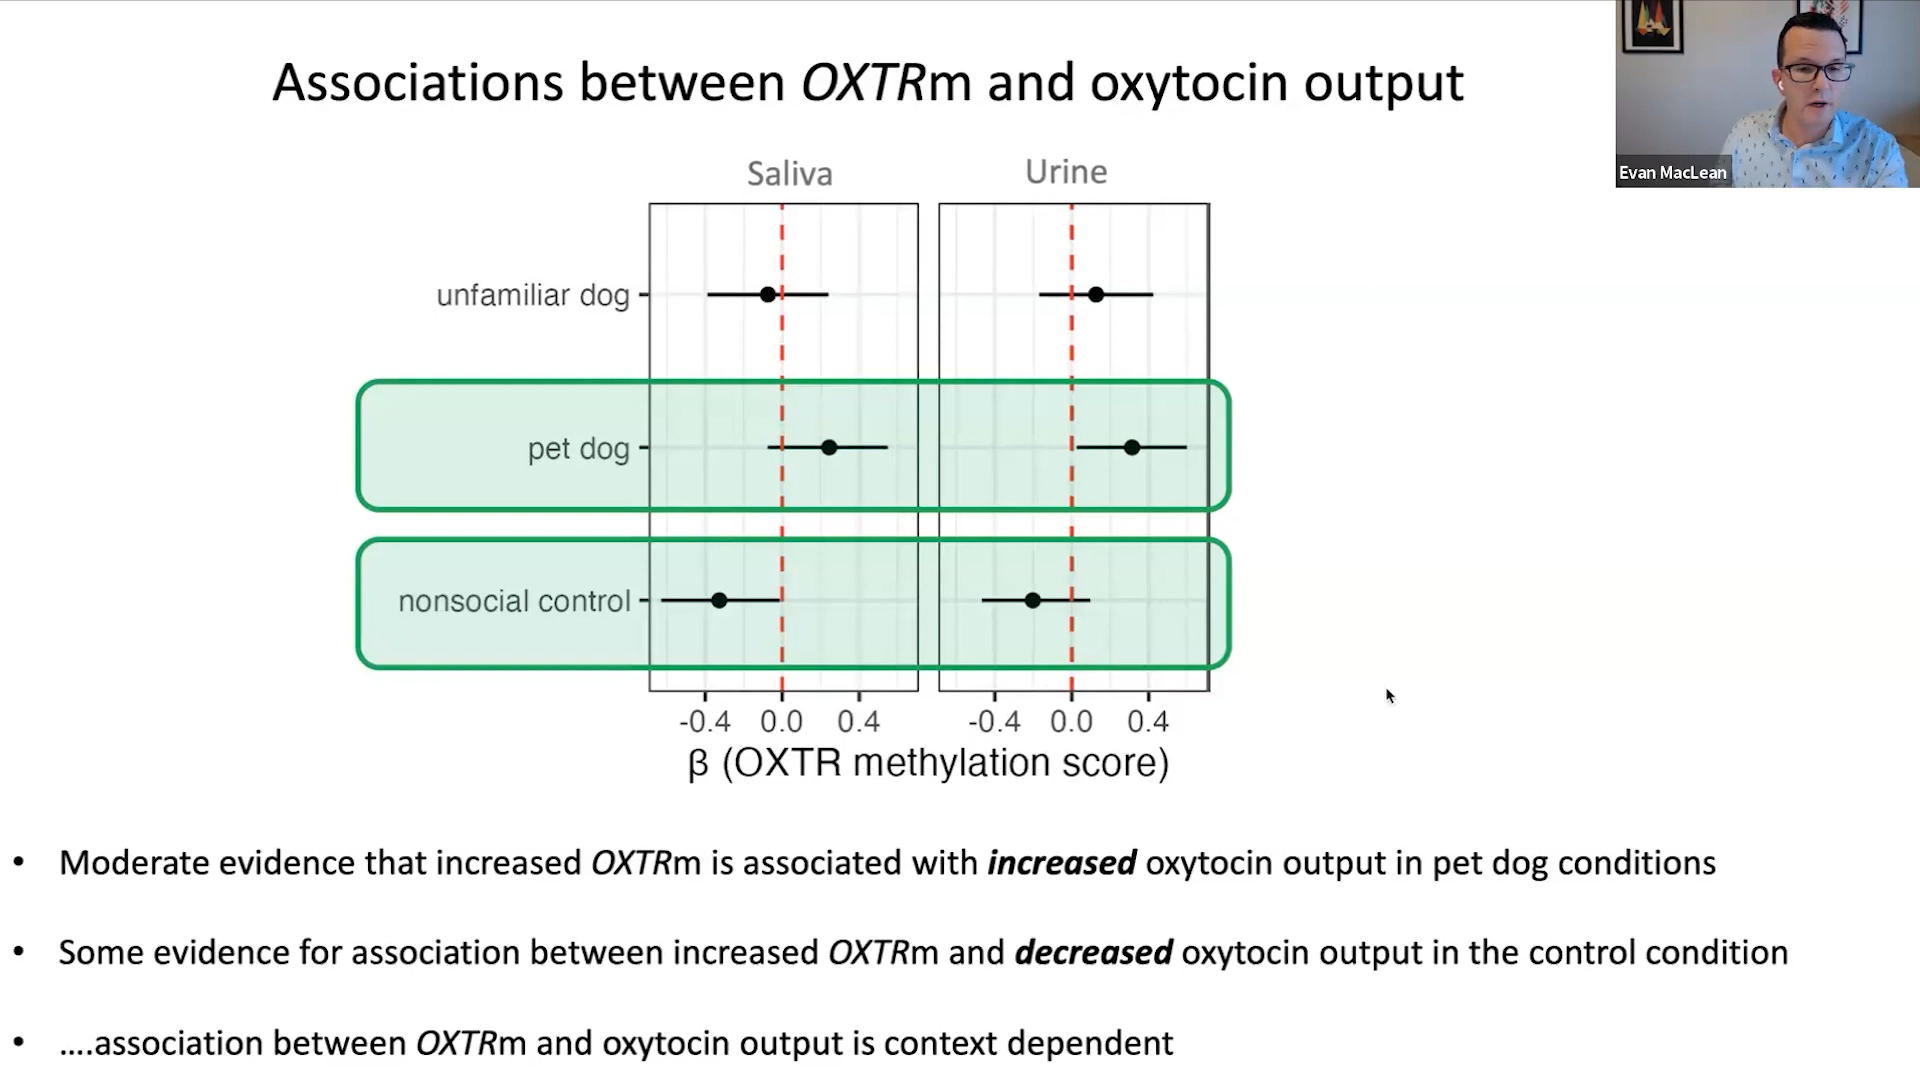 Associations between OXTRm and oxytocin output
Evan MacLean
Saliva
Urine
unfamiliar dog
pet dog
nonsocial control
-0.4 0.0 0.4
-0.4 0.0 0.4
β (OXTR methylation score)
• Moderate evidence that increased OXTRm is associated with increased oxytocin output in pet dog conditions
• Some evidence for association between increased OXTRm and decreased oxytocin output in the control condition
• ….association between OXTRm and oxytocin output is context dependent